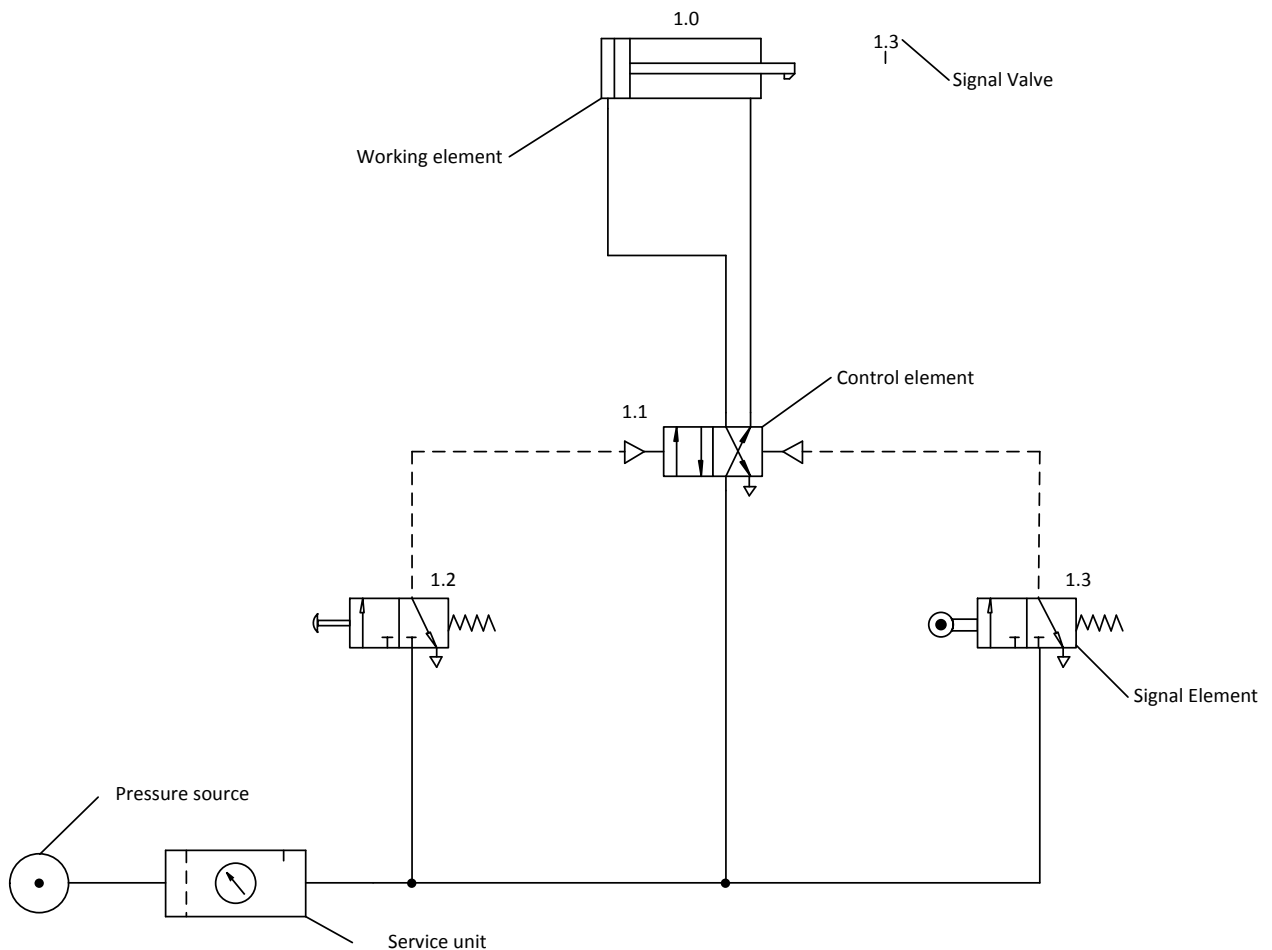 1.0
1.3
Signal Valve
Working element
Control element
1.1
1.2
1.3
Signal Element
Pressure source
Service unit